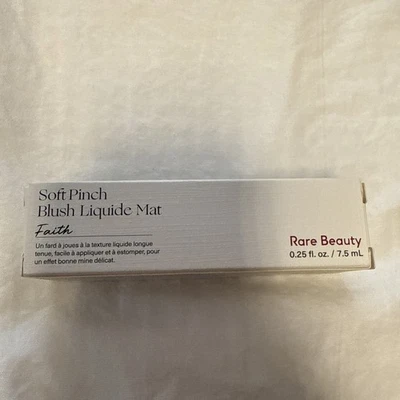 Soft Pinch
Blush Liquide Mat
Faith
Un fard à joues à la texture liquide longue
tenue, facile à appliquer et à estomper, pour
un effet bonne mine délicat.
Rare Beauty
0.25 fl. oz. / 7.5 mL